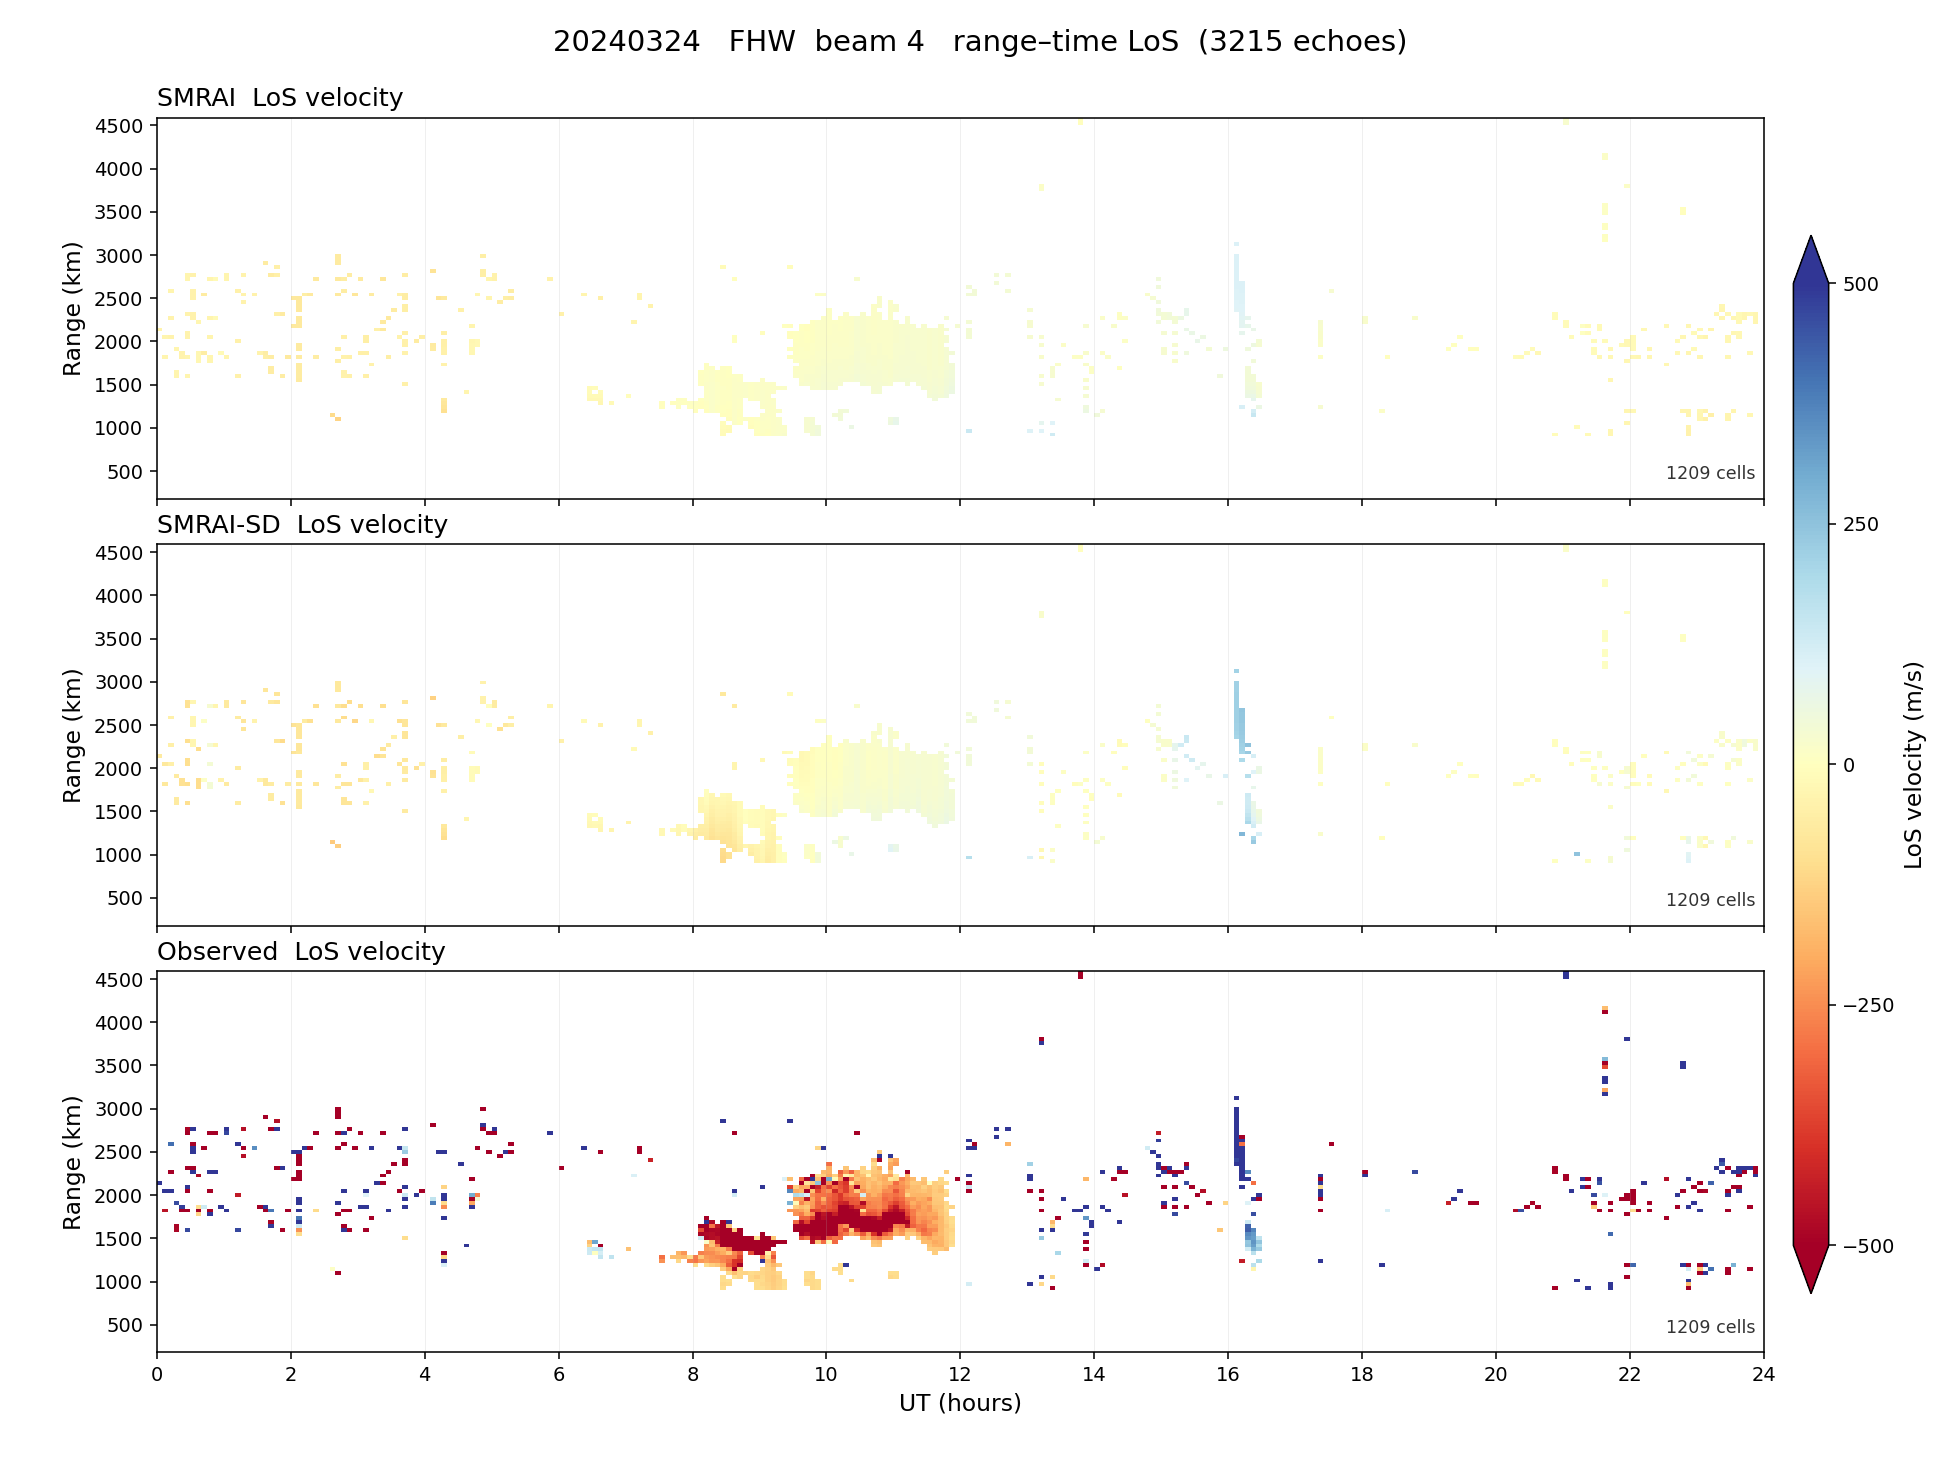 20240324   FHW  beam 4   range–time LoS  (3215 echoes)
SMRAI  LoS velocity
4500
4000
3500
3000
2500
2000
1500
1000
500
Range (km)
1209 cells
SMRAI-SD  LoS velocity
4500
4000
3500
3000
2500
2000
1500
1000
500
Range (km)
1209 cells
Observed  LoS velocity
4500
4000
3500
3000
2500
2000
1500
1000
500
Range (km)
1209 cells
0 2 4 6 8 10 12 14 16 18 20 22 24
UT (hours)
500
250
0
−250
−500
LoS velocity (m/s)